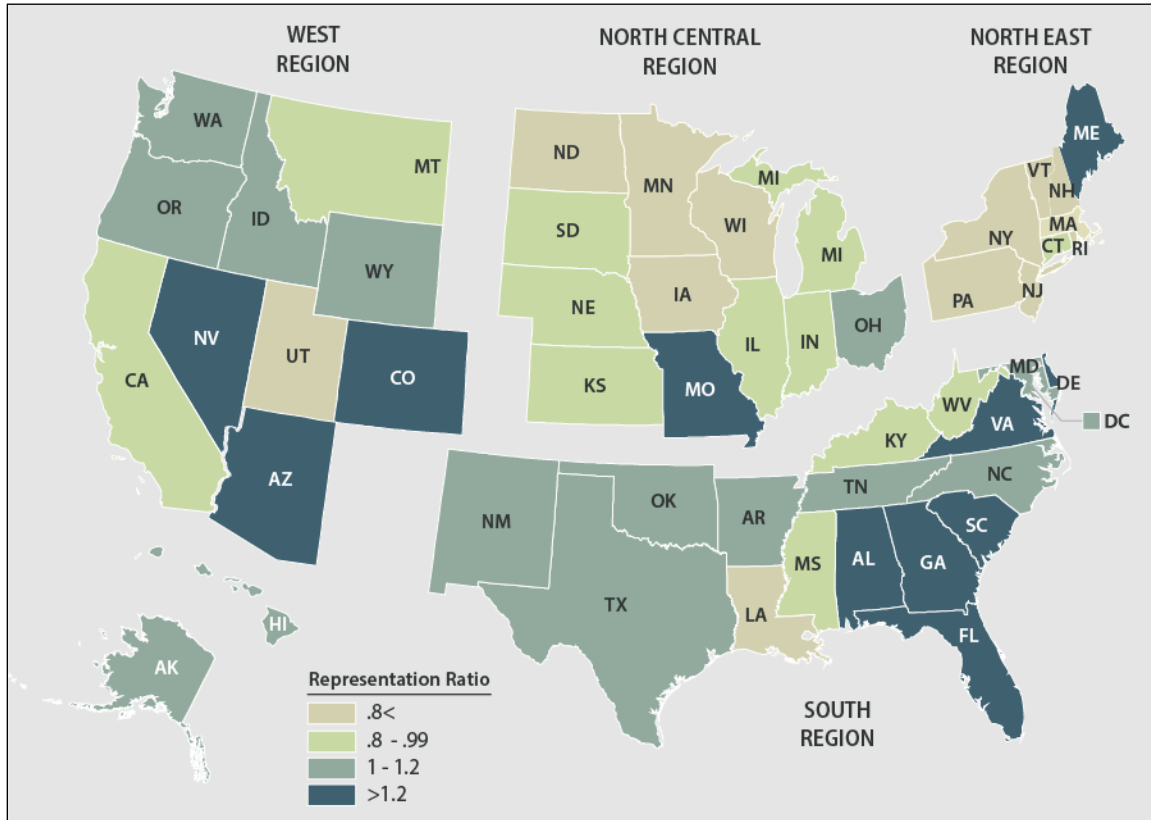 WEST
REGION
NORTH CENTRAL
REGION
NORTH EAST
REGION
WA
MT
OR
ID
WY
CA
NV
UT
CO
AZ
HI
AK
ND
MN
WI
MI
SD
MI
IA
NE
IL
IN
OH
KS
MO
ME
VT
NH
NY
MA
CT
RI
PA
NJ
MD
DE
DC
WV
VA
KY
TN
NC
OK
AR
NM
SC
MS
AL
GA
TX
LA
FL
SOUTH
REGION
Representation Ratio
.8<
.8 - .99
1 - 1.2
>1.2